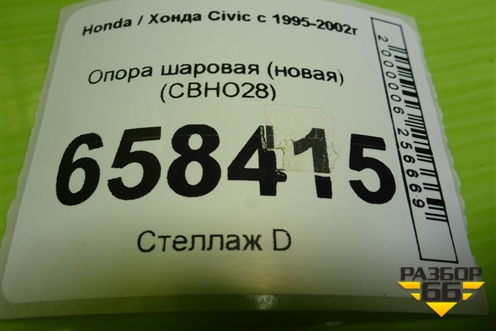 Honda / Хонда Civic с 1995-2002г
Опора шаровая (новая)
(CBHO28)
658415
Стеллаж D
2000006256669
РАЗБОР
66